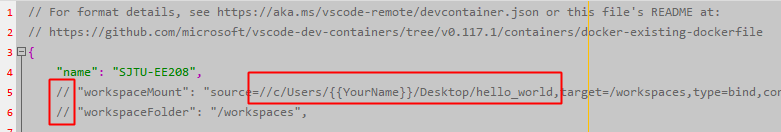 1 // For format details, see https://aka.ms/vscode-remote/devcontainer.json or this file's README at:
2 // https://github.com/microsoft/vscode-dev-containers/tree/v0.117.1/containers/docker-existing-dockerfile
3 {
4 "name": "SJTU-EE208",
5 // "workspaceMount": "source=//c/Users/{{YourName}}/Desktop/hello_world,target=/workspaces,type=bind,con
6 // "workspaceFolder": "/workspaces",